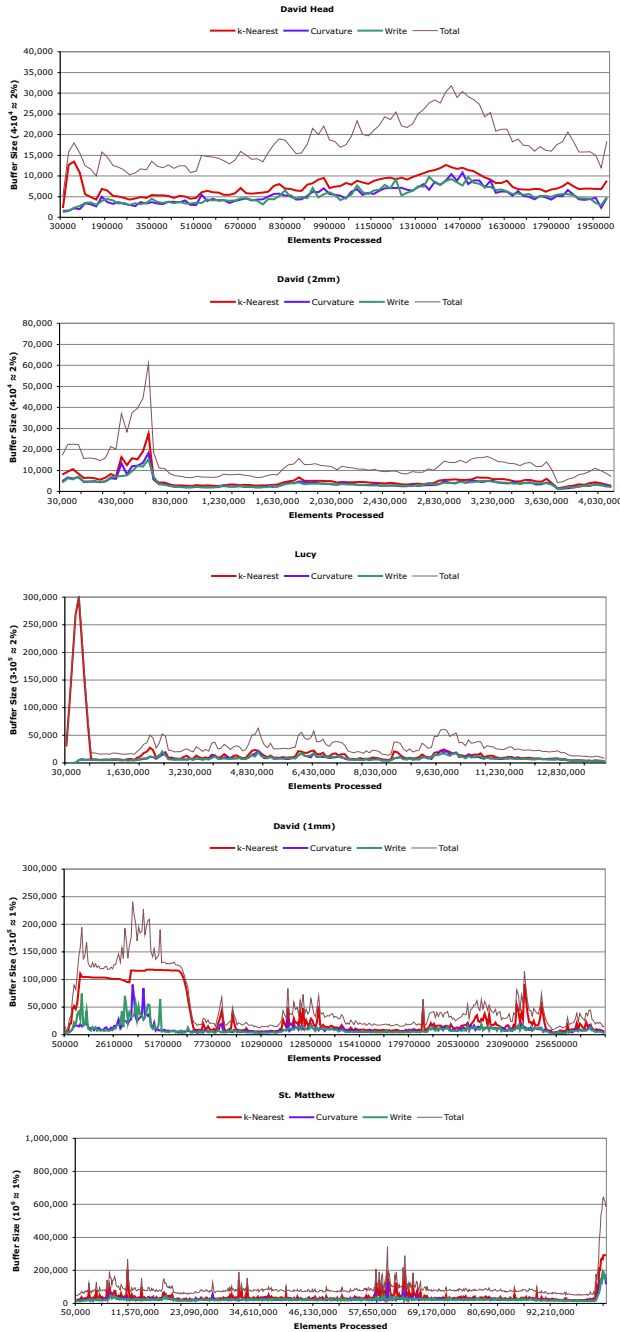 David Head
k-Nearest Curvature Write Total
40,000
35,000
30,000
25,000
20,000
15,000
10,000
5,000
0
Buffer Size (4·10⁴ ≈ 2%)
30000 190000 350000 510000 670000 830000 990000 1150000 1310000 1470000 1630000 1790000 1950000
Elements Processed
David (2mm)
k-Nearest Curvature Write Total
80,000
70,000
60,000
50,000
40,000
30,000
20,000
10,000
0
Buffer Size (4·10⁴ ≈ 2%)
30,000 430,000 830,000 1,230,000 1,630,000 2,030,000 2,430,000 2,830,000 3,230,000 3,630,000 4,030,000
Elements Processed
Lucy
k-Nearest Curvature Write Total
300,000
250,000
200,000
150,000
100,000
50,000
0
Buffer Size (3·10⁵ ≈ 2%)
30,000 1,630,000 3,230,000 4,830,000 6,430,000 8,030,000 9,630,000 11,230,000 12,830,000
Elements Processed
David (1mm)
k-Nearest Curvature Write Total
300,000
250,000
200,000
150,000
100,000
50,000
0
Buffer Size (3·10⁵ ≈ 1%)
50000 2610000 5170000 7730000 10290000 12850000 15410000 17970000 20530000 23090000 25650000
Elements Processed
St. Matthew
k-Nearest Curvature Write Total
1,000,000
800,000
600,000
400,000
200,000
0
Buffer Size (10⁶ ≈ 1%)
50,000 11,570,000 23,090,000 34,610,000 46,130,000 57,650,000 69,170,000 80,690,000 92,210,000
Elements Processed